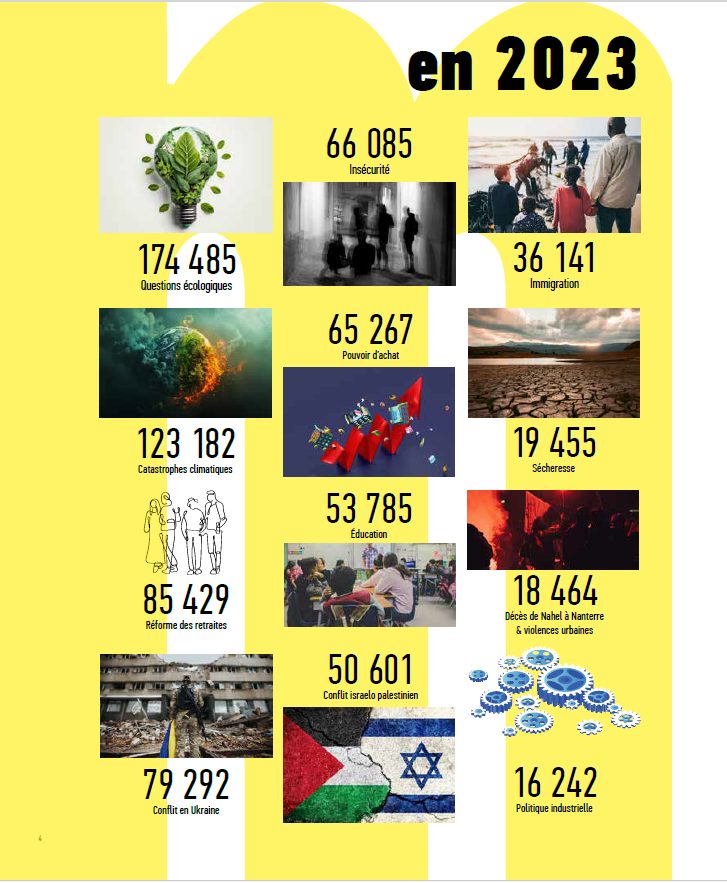 en 2023
174 485
Questions écologiques
123 182
Catastrophes climatiques
85 429
Réforme des retraites
79 292
Conflit en Ukraine
66 085
Insécurité
65 267
Pouvoir d'achat
53 785
Éducation
50 601
Conflit israelo palestinien
36 141
Immigration
19 455
Sécheresse
18 464
Décès de Nahel à Nanterre
& violences urbaines
16 242
Politique industrielle
4